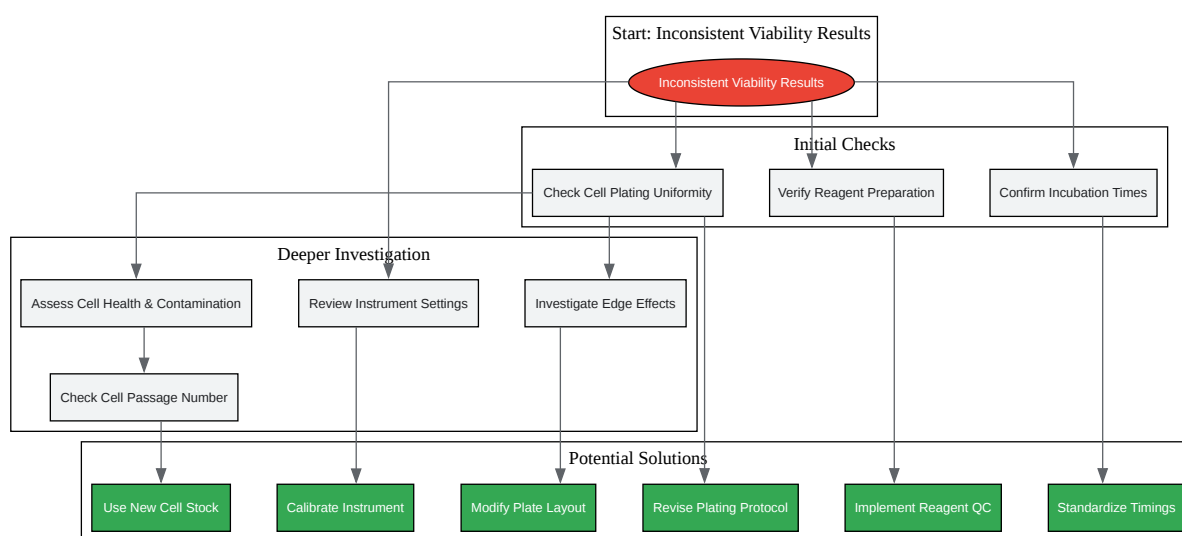 Start: Inconsistent Viability Results
Inconsistent Viability Results
Initial Checks
Check Cell Plating Uniformity
Verify Reagent Preparation
Confirm Incubation Times
Deeper Investigation
Assess Cell Health & Contamination
Review Instrument Settings
Investigate Edge Effects
Check Cell Passage Number
Potential Solutions
Use New Cell Stock
Calibrate Instrument
Modify Plate Layout
Revise Plating Protocol
Implement Reagent QC
Standardize Timings